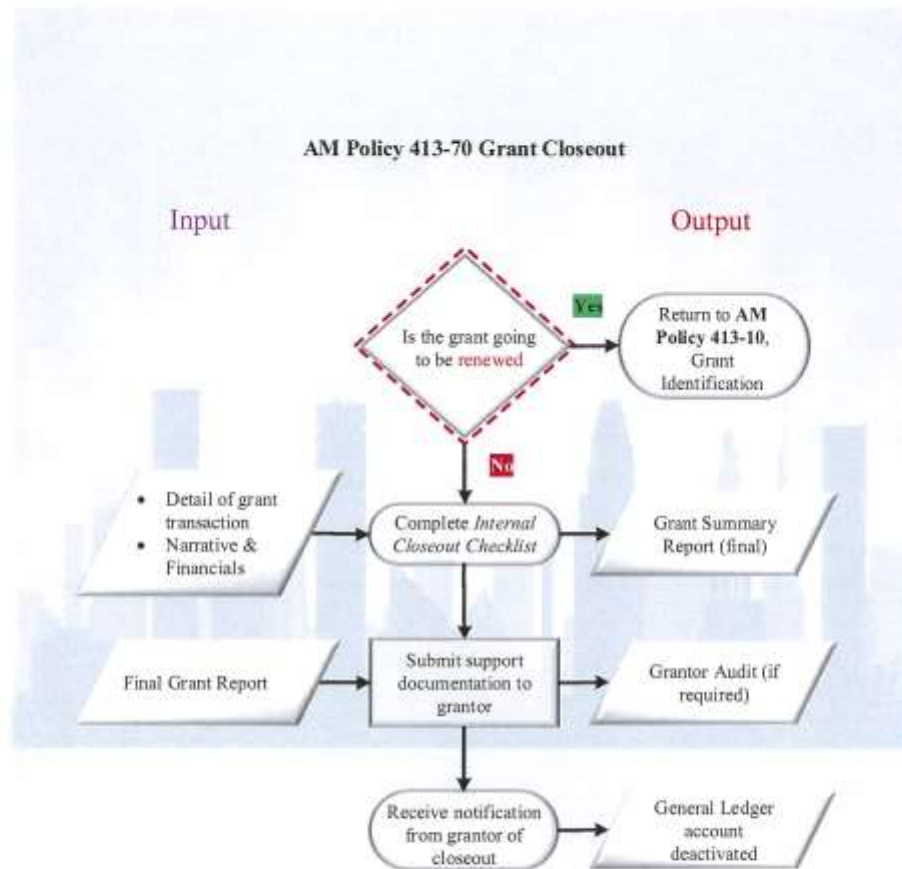 AM Policy 413-70 Grant Closeout
Input
Output
Is the grant going
to be renewed
Yes
Return to AM
Policy 413-10,
Grant
Identification
No
• Detail of grant
transaction
• Narrative &
Financials
Complete Internal
Closeout Checklist
Grant Summary
Report (final)
Final Grant Report
Submit support
documentation to
grantor
Grantor Audit (if
required)
Receive notification
from grantor of
closeout
General Ledger
account
deactivated